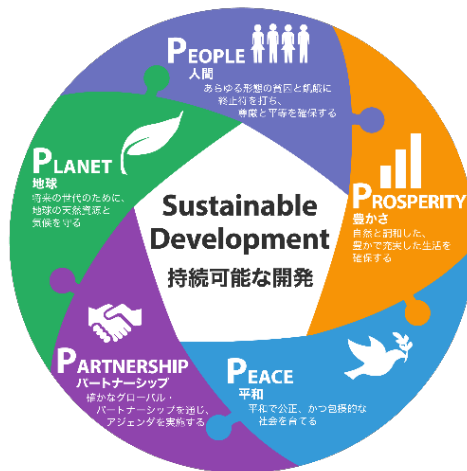 PEOPLE
人間
あらゆる形態の貧困と飢餓に
終止符を打ち、
尊厳と平等を確保する
PROSPERITY
豊かさ
自然と調和した、
豊かで充実した生活を
確保する
PEACE
平和
平和で公正、かつ包摂的な
社会を育てる
PARTNERSHIP
パートナーシップ
確かなグローバル・
パートナーシップを通じ、
アジェンダを実施する
PLANET
地球
将来の世代のために、
地球の天然資源と
気候を守る
Sustainable
Development
持続可能な開発